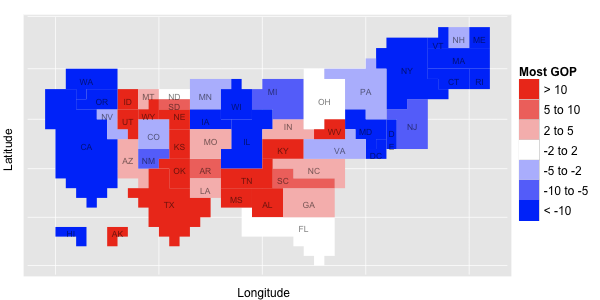 VT NH ME
WA
NY MA
OR ID MT ND MN WI MI OH PA CT RI
SD
NV UT WY NE IA IN WV MD D NJ
CA CO KS MO IL KY VA DC E
AZ NM OK AR TN SC NC
LA
TX MS AL GA
HI AK FL
Latitude
Longitude
Most GOP
> 10
5 to 10
2 to 5
-2 to 2
-5 to -2
-10 to -5
< -10